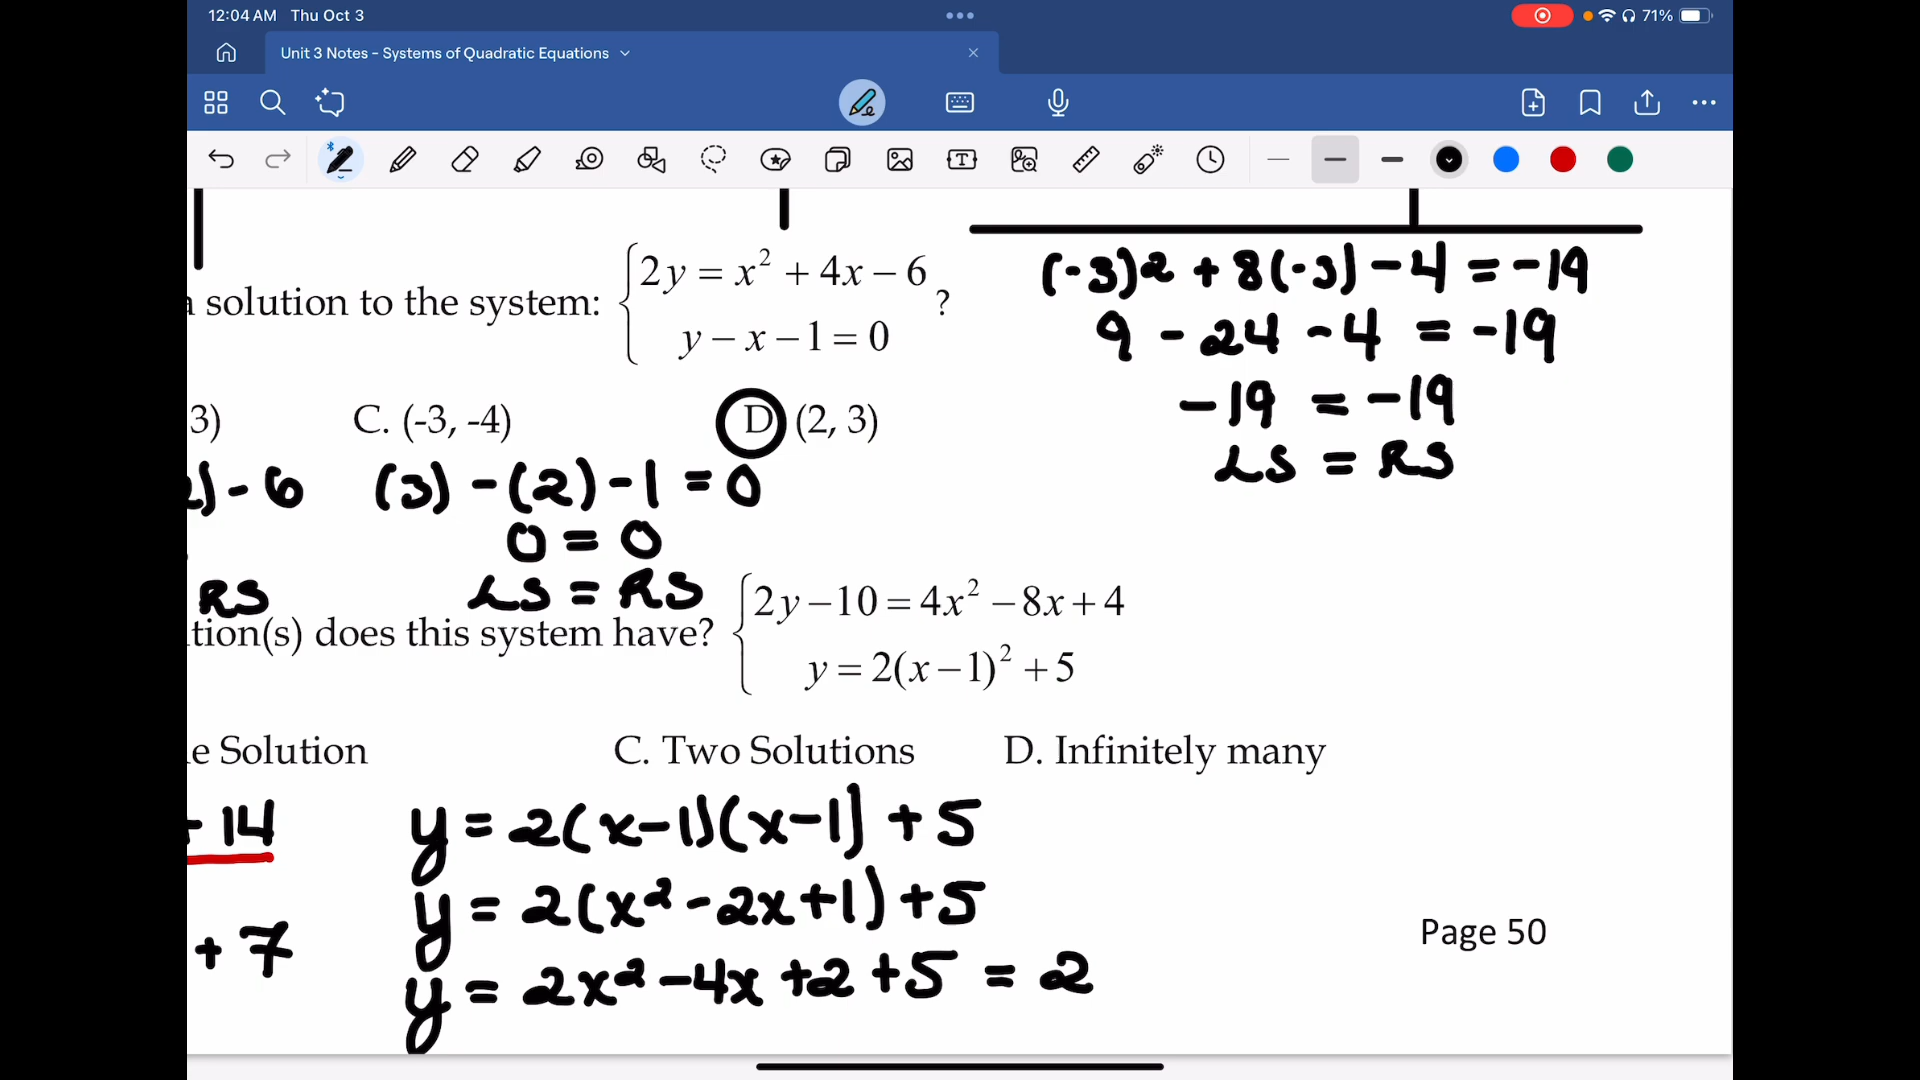 12:04 AM Thu Oct 3
71%
Unit 3 Notes - Systems of Quadratic Equations
a solution to the system: { 2y = x² + 4x − 6
y − x − 1 = 0 ?
3) C. (-3, -4) D (2, 3)
(-3)2 + 8(-3) - 4 = -19
9 - 24 - 4 = -19
-19 = -19
LS = RS
) - 6 (3) - (2) - 1 = 0
0 = 0
RS LS = RS
tion(s) does this system have? { 2y − 10 = 4x² − 8x + 4
y = 2(x − 1)² + 5
e Solution C. Two Solutions D. Infinitely many
+ 14 y = 2(x-1)(x-1) + 5
y = 2(x² - 2x + 1) + 5
+ 7
y = 2x² - 4x + 2 + 5 = 2
Page 50